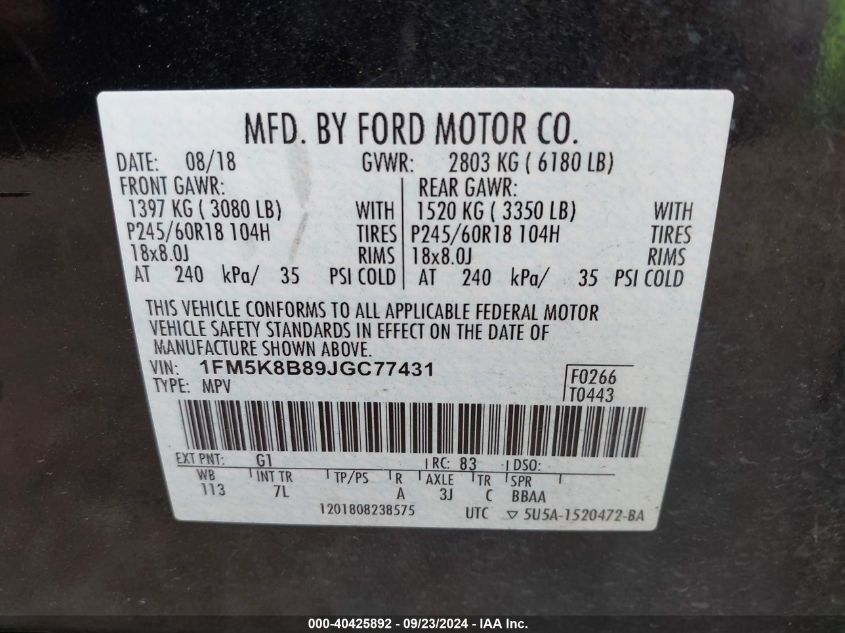 MFD. BY FORD MOTOR CO.
DATE: 08/18 GVWR: 2803 KG ( 6180 LB)
FRONT GAWR: REAR GAWR:
1397 KG ( 3080 LB) WITH 1520 KG ( 3350 LB) WITH
P245/60R18 104H TIRES P245/60R18 104H TIRES
18x8.0J RIMS 18x8.0J RIMS
AT 240 kPa/ 35 PSI COLD AT 240 kPa/ 35 PSI COLD
THIS VEHICLE CONFORMS TO ALL APPLICABLE FEDERAL MOTOR
VEHICLE SAFETY STANDARDS IN EFFECT ON THE DATE OF
MANUFACTURE SHOWN ABOVE.
VIN: 1FM5K8B89JGC77431
TYPE: MPV F0266
T0443
EXT PNT: G1 RC: 83 DSO:
WB INT TR TP/PS R AXLE TR SPR
113 7L A 3J C BBAA
1201808238575 UTC ▽ 5U5A-1520472-BA
000-40425892 - 09/23/2024 - IAA Inc.